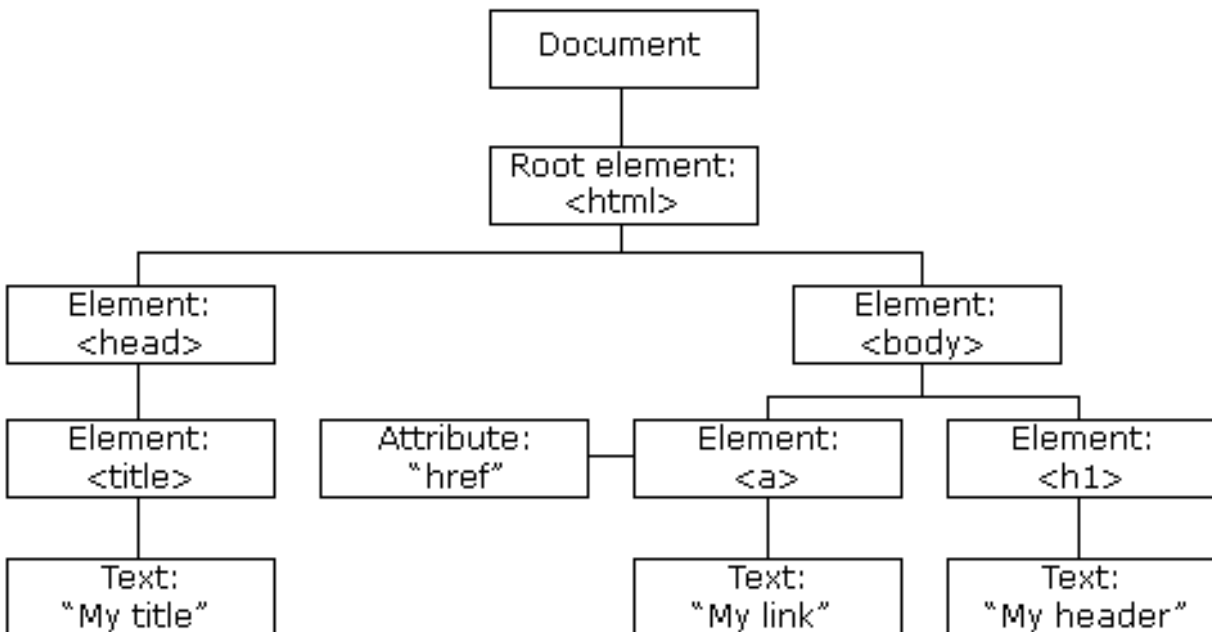 Document
Root element:
<html>
Element:
<head>
Element:
<body>
Element:
<title>
Attribute:
“href”
Element:
<a>
Element:
<h1>
Text:
“My title”
Text:
“My link”
Text:
“My header”